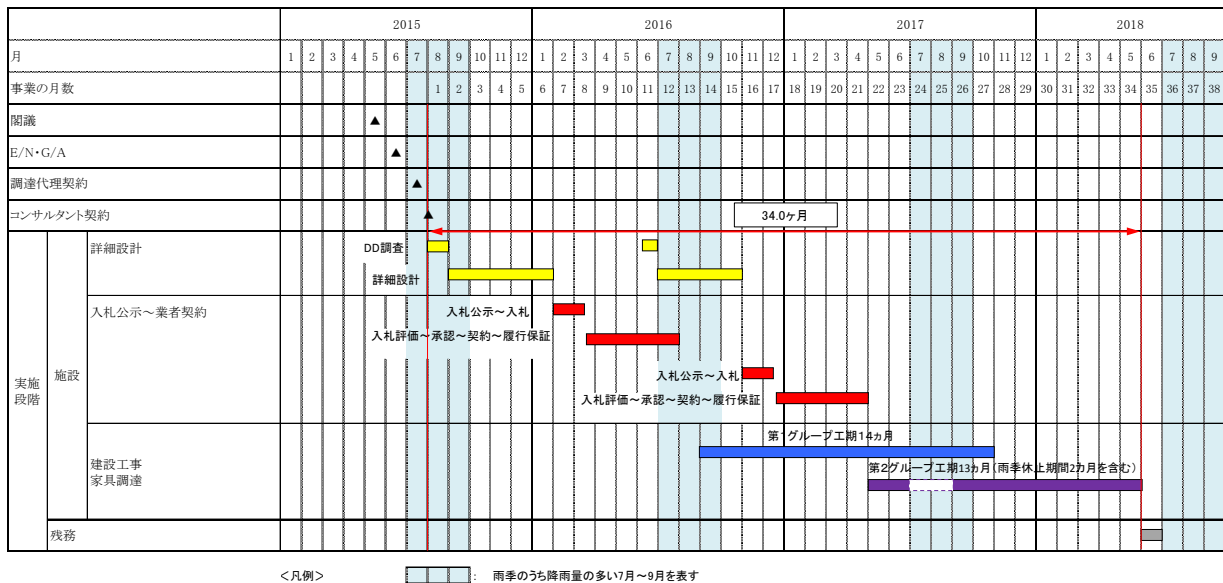 2015 2016 2017 2018
月 1 2 3 4 5 6 7 8 9 10 11 12 1 2 3 4 5 6 7 8 9 10 11 12 1 2 3 4 5 6 7 8 9 10 11 12 1 2 3 4 5 6 7 8 9
事業の月数 1 2 3 4 5 6 7 8 9 10 11 12 13 14 15 16 17 18 19 20 21 22 23 24 25 26 27 28 29 30 31 32 33 34 35 36 37 38
閣議 ▲
E/N・G/A ▲
調達代理契約 ▲
コンサルタント契約 ▲
34.0ヶ月
実施段階
施設
詳細設計
DD調査
詳細設計
入札公示～業者契約
入札公示～入札
入札評価～承認～契約～履行保証
入札公示～入札
入札評価～承認～契約～履行保証
建設工事
家具調達
第1グループ工期14ヵ月
第2グループ工期13ヵ月(雨季休止期間2カ月を含む)
残務
＜凡例＞ : 雨季のうち降雨量の多い7月～9月を表す